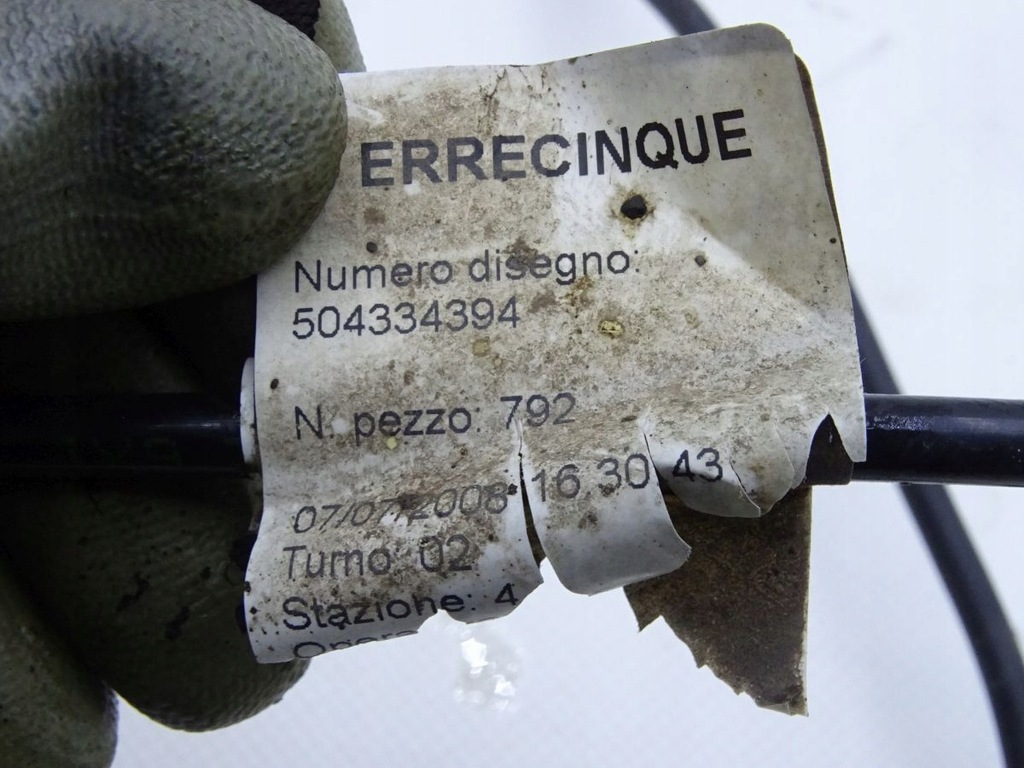 ERRECINQUE
Numero disegno:
504334394
N. pezzo: 792
07/07/2008 16 30 43
Turno: 02
Stazione: 4